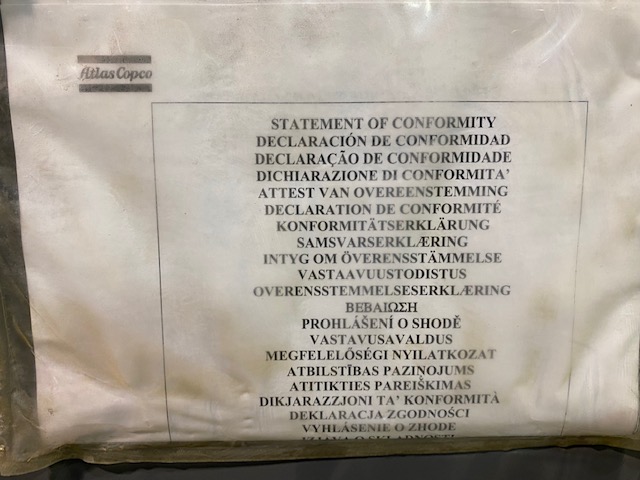 Atlas Copco
STATEMENT OF CONFORMITY
DECLARACIÓN DE CONFORMIDAD
DECLARAÇÃO DE CONFORMIDADE
DICHIARAZIONE DI CONFORMITA'
ATTEST VAN OVEREENSTEMMING
DECLARATION DE CONFORMITÉ
KONFORMITÄTSERKLÄRUNG
SAMSVARSERKLÆRING
INTYG OM ÖVERENSSTÄMMELSE
VASTAAVUUSTODISTUS
OVERENSSTEMMELSESERKLÆRING
ΒΕΒΑΙΩΣΗ
PROHLÁŠENÍ O SHODĚ
VASTAVUSAVALDUS
MEGFELELŐSÉGI NYILATKOZAT
ATBILSTĪBAS PAZIŅOJUMS
ATITIKTIES PAREIŠKIMAS
DIKJARAZZJONI TA' KONFORMITÀ
DEKLARACJA ZGODNOŚCI
VYHLÁSENIE O ZHODE
IZJAVA O SKLADNOSTI